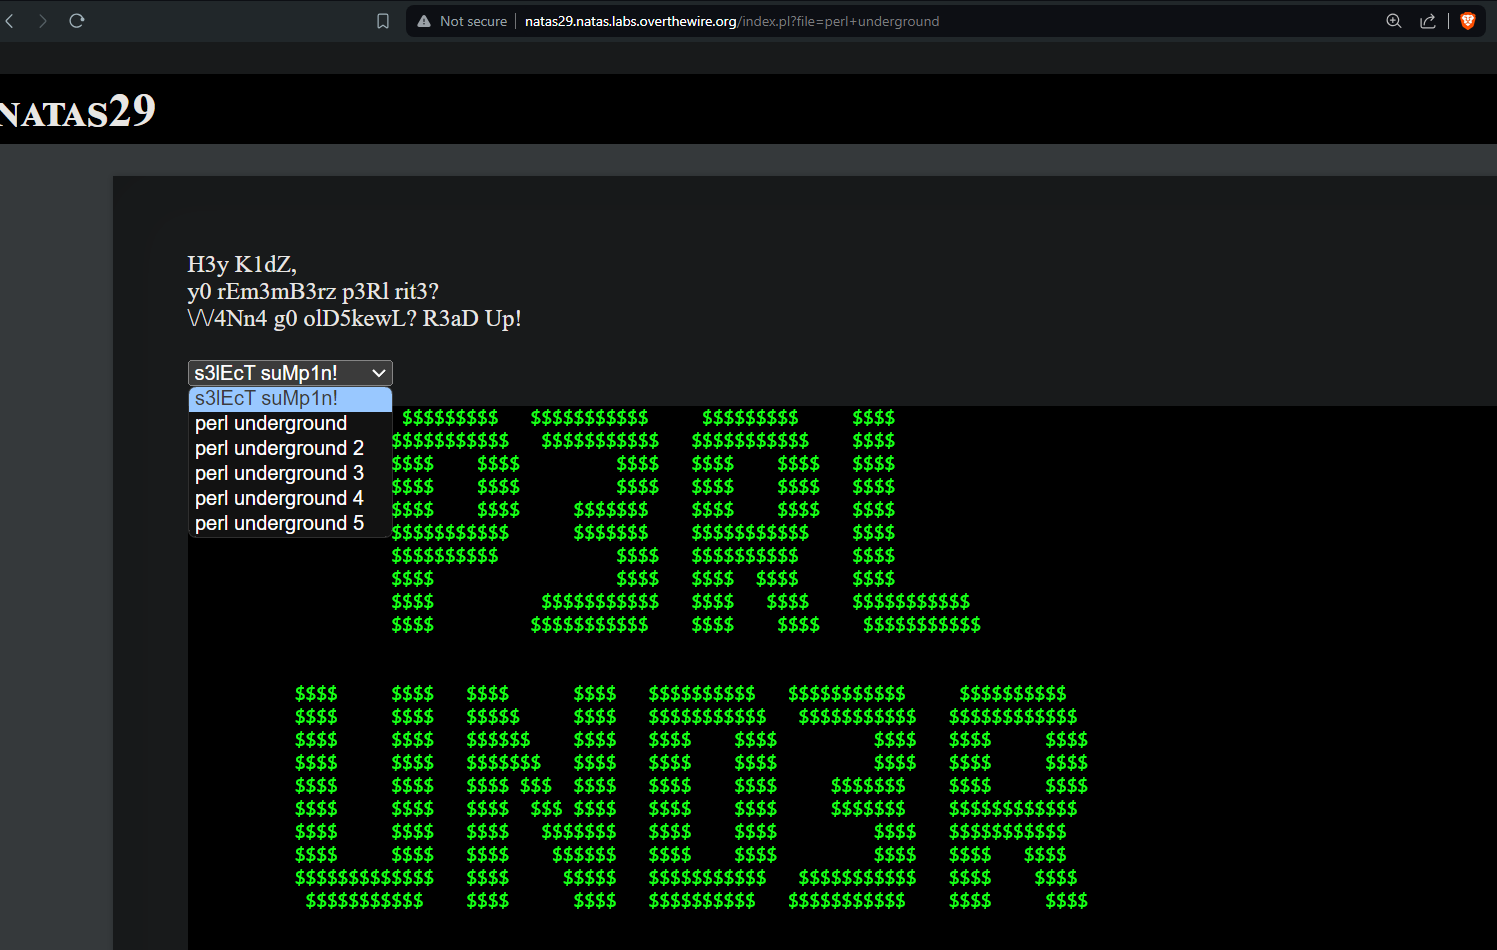 Not secure natas29.natas.labs.overthewire.org/index.pl?file=perl+underground
NATAS29
H3y K1dZ,
y0 rEm3mB3rz p3Rl rit3?
\/\/4Nn4 g0 olD5kewL? R3aD Up!
s3lEcT suMp1n!
s3lEcT suMp1n!
perl underground
perl underground 2
perl underground 3
perl underground 4
perl underground 5
P3RL
UND3R